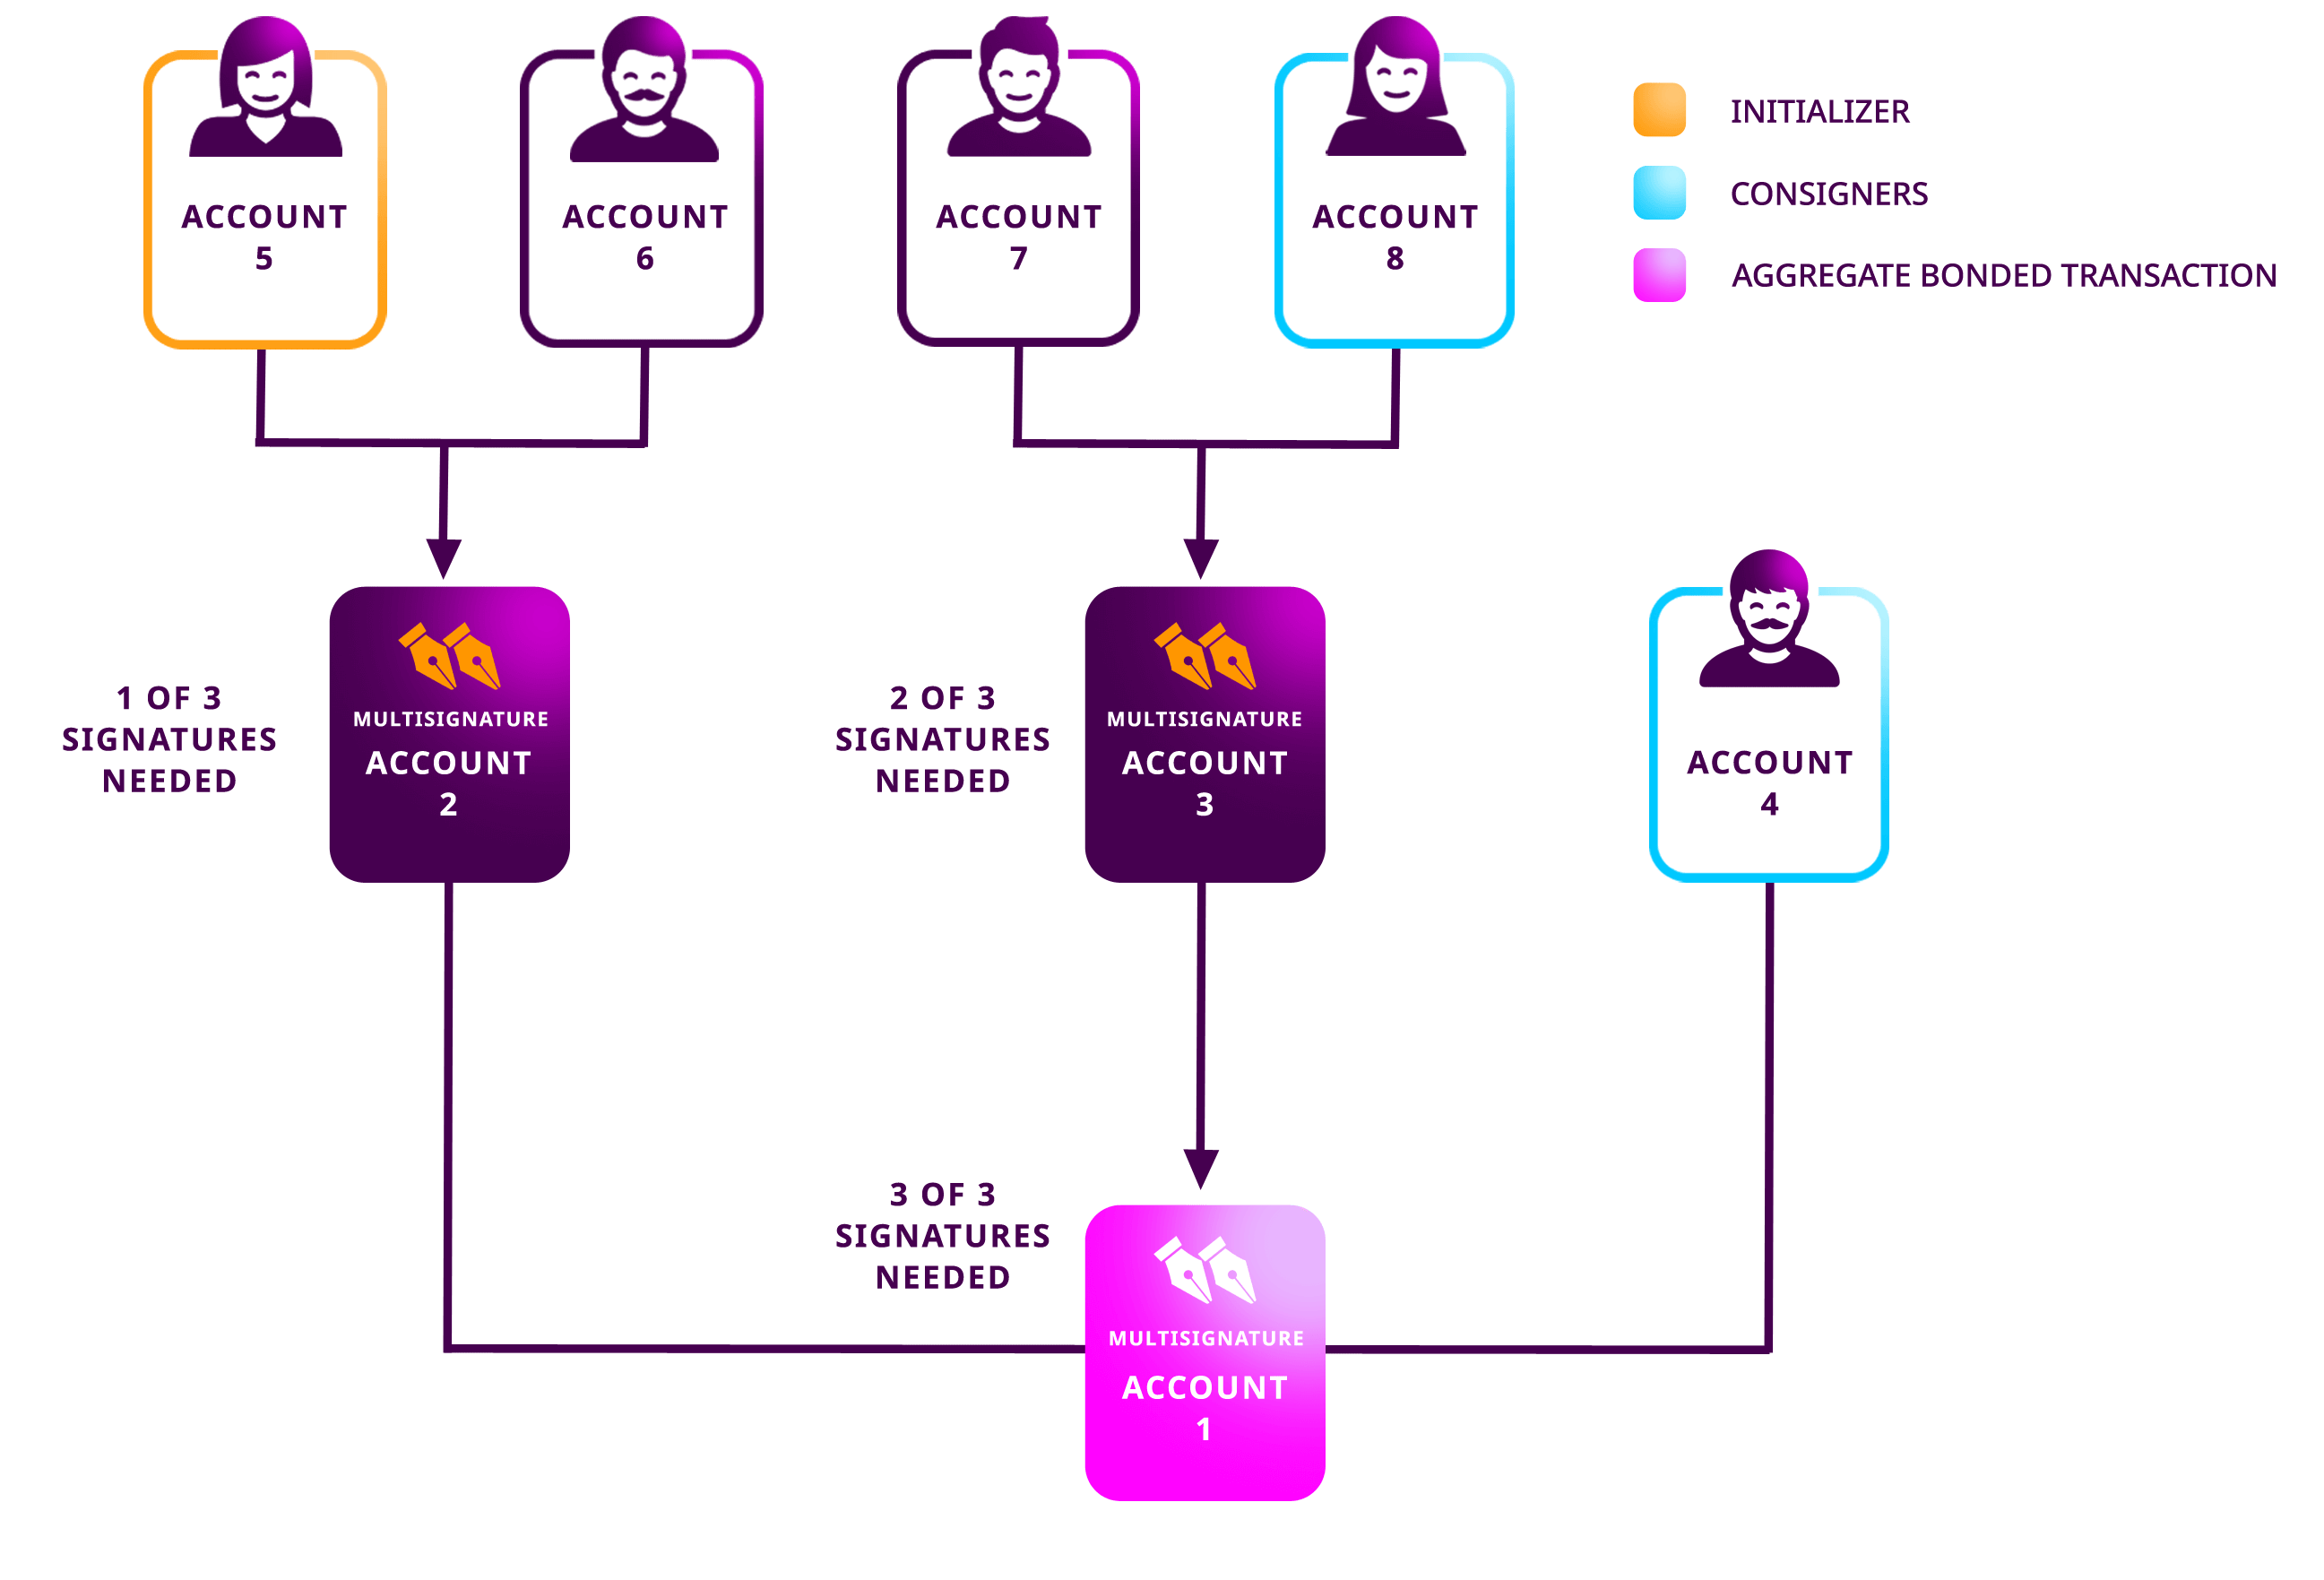 ACCOUNT
5
ACCOUNT
6
ACCOUNT
7
ACCOUNT
8
INITIALIZER
CONSIGNERS
AGGREGATE BONDED TRANSACTION
1 OF 3
SIGNATURES
NEEDED
MULTISIGNATURE
ACCOUNT
2
2 OF 3
SIGNATURES
NEEDED
MULTISIGNATURE
ACCOUNT
3
ACCOUNT
4
3 OF 3
SIGNATURES
NEEDED
MULTISIGNATURE
ACCOUNT
1